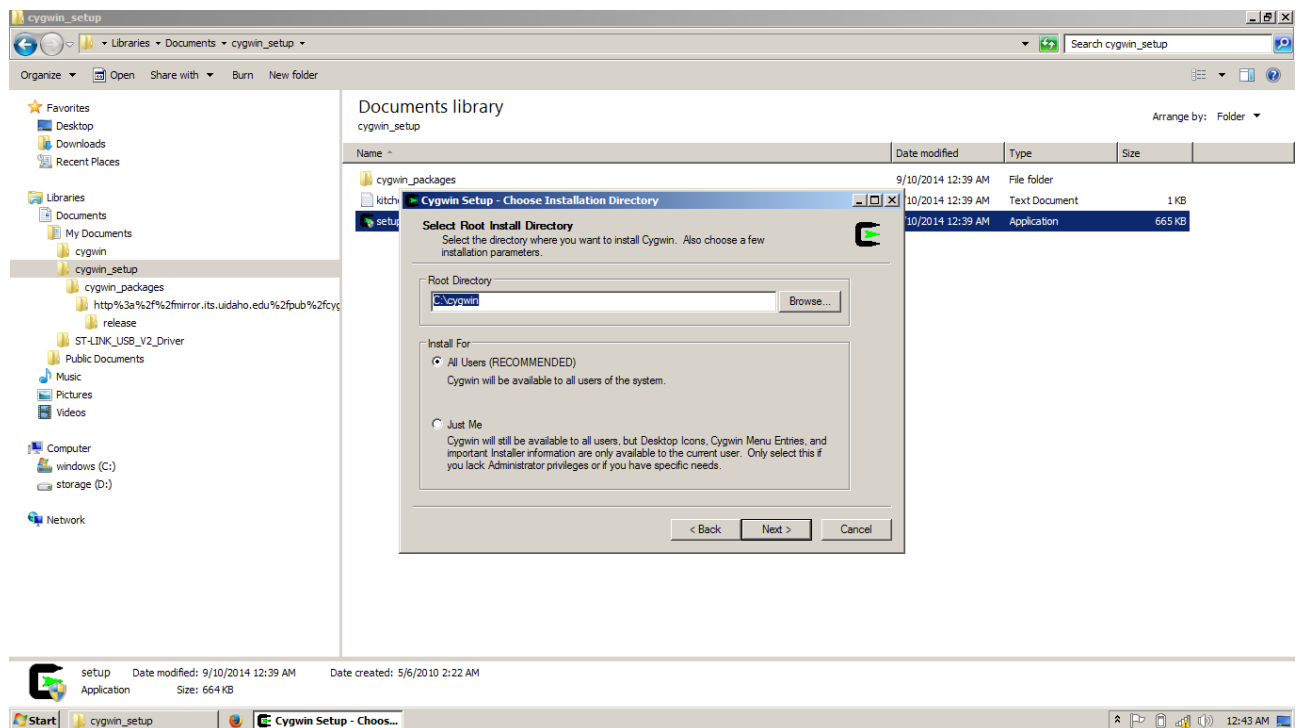 cygwin_setup
Libraries Documents cygwin_setup
Search cygwin_setup
Organize Open Share with Burn New folder
Favorites
Desktop
Downloads
Recent Places
Libraries
Documents
My Documents
cygwin
cygwin_setup
cygwin_packages
http%3a%2f%2fmirror.its.uidaho.edu%2fpub%2fcyg
release
ST-LINK_USB_V2_Driver
Public Documents
Music
Pictures
Videos
Computer
windows (C:)
storage (D:)
Network
Documents library
cygwin_setup
Arrange by: Folder
Name Date modified Type Size
cygwin_packages 9/10/2014 12:39 AM File folder
kitch /10/2014 12:39 AM Text Document 1 KB
setup /10/2014 12:39 AM Application 665 KB
Cygwin Setup - Choose Installation Directory
Select Root Install Directory
Select the directory where you want to install Cygwin. Also choose a few
installation parameters.
Root Directory
C:\cygwin
Browse...
Install For
All Users (RECOMMENDED)
Cygwin will be available to all users of the system.
Just Me
Cygwin will still be available to all users, but Desktop Icons, Cygwin Menu Entries, and
important Installer information are only available to the current user. Only select this if
you lack Administrator privileges or if you have specific needs.
< Back Next > Cancel
setup Date modified: 9/10/2014 12:39 AM Date created: 5/6/2010 2:22 AM
Application Size: 664 KB
Start cygwin_setup Cygwin Setup - Choos... 12:43 AM